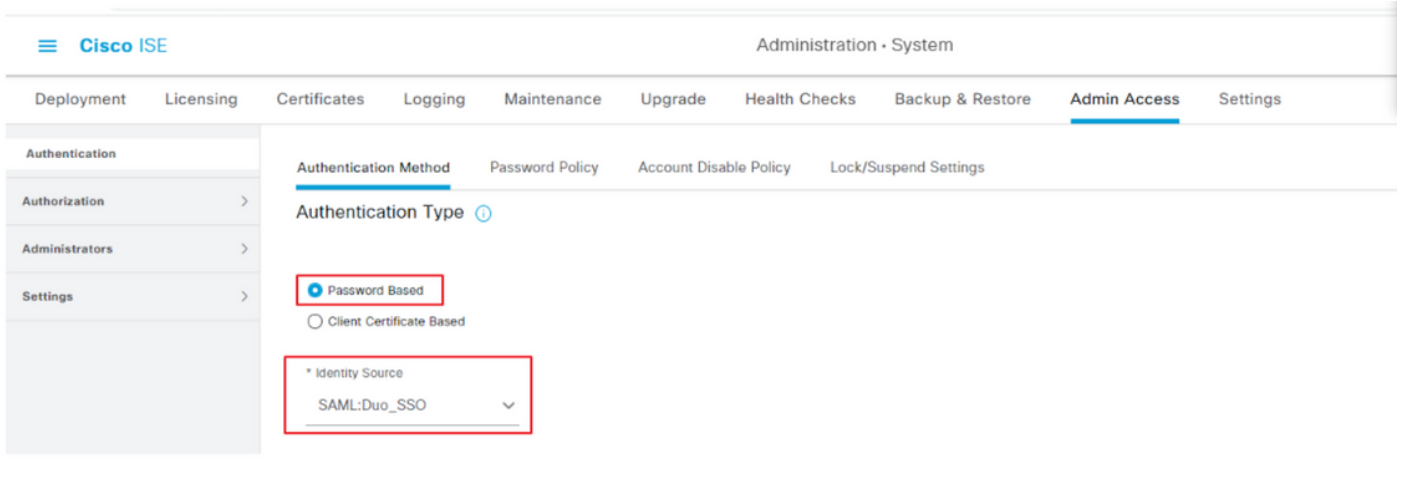 Cisco ISE
Administration • System
Deployment Licensing Certificates Logging Maintenance Upgrade Health Checks Backup & Restore Admin Access Settings
Authentication
Authorization
Administrators
Settings
Authentication Method Password Policy Account Disable Policy Lock/Suspend Settings
Authentication Type
Password Based
Client Certificate Based
* Identity Source
SAML:Duo_SSO